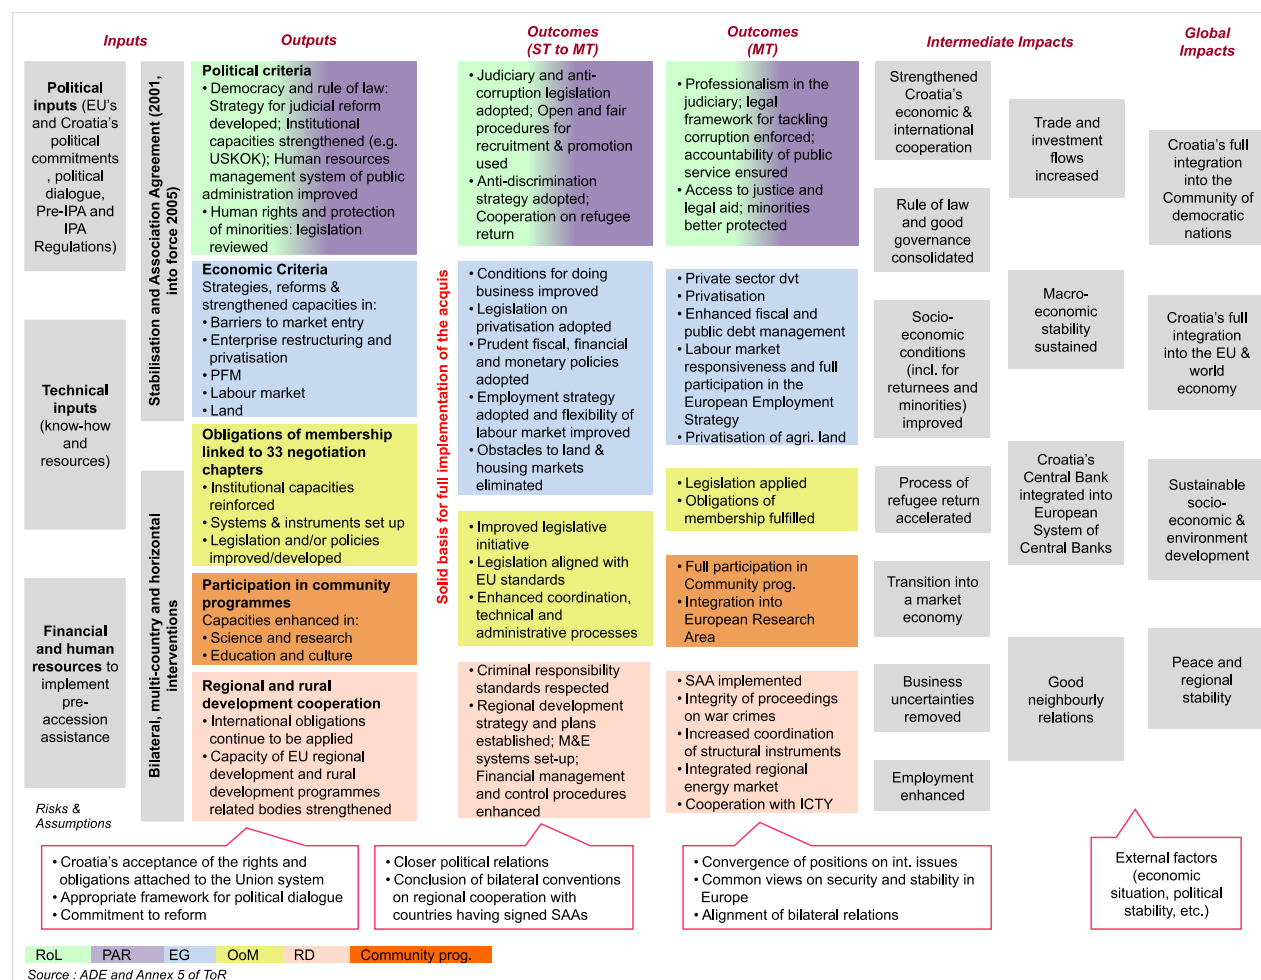 Inputs
Outputs
Outcomes
(ST to MT)
Outcomes
(MT)
Intermediate Impacts
Global
Impacts
Political
inputs (EU's
and Croatia's
political
commitments
, political
dialogue,
Pre-IPA and
IPA
Regulations)
Technical
inputs
(know-how
and
resources)
Financial
and human
resources to
implement
pre-
accession
assistance
Risks &
Assumptions
Stabilisation and Association Agreement (2001,
into force 2005)
Bilateral, multi-country and horizontal
interventions
Political criteria
• Democracy and rule of law:
Strategy for judicial reform
developed; Institutional
capacities strengthened (e.g.
USKOK); Human resources
management system of public
administration improved
• Human rights and protection
of minorities: legislation
reviewed
Economic Criteria
Strategies, reforms &
strengthened capacities in:
• Barriers to market entry
• Enterprise restructuring and
privatisation
• PFM
• Labour market
• Land
Obligations of membership
linked to 33 negotiation
chapters
• Institutional capacities
reinforced
• Systems & instruments set up
• Legislation and/or policies
improved/developed
Participation in community
programmes
Capacities enhanced in:
• Science and research
• Education and culture
Regional and rural
development cooperation
• International obligations
continue to be applied
• Capacity of EU regional
development and rural
development programmes
related bodies strengthened
Solid basis for full implementation of the acquis
• Judiciary and anti-
corruption legislation
adopted; Open and fair
procedures for
recruitment & promotion
used
• Anti-discrimination
strategy adopted;
Cooperation on refugee
return
• Conditions for doing
business improved
• Legislation on
privatisation adopted
• Prudent fiscal, financial
and monetary policies
adopted
• Employment strategy
adopted and flexibility of
labour market improved
• Obstacles to land &
housing markets
eliminated
• Improved legislative
initiative
• Legislation aligned with
EU standards
• Enhanced coordination,
technical and
administrative processes
• Criminal responsibility
standards respected
• Regional development
strategy and plans
established; M&E
systems set-up;
Financial management
and control procedures
enhanced
• Professionalism in the
judiciary; legal
framework for tackling
corruption enforced;
accountability of public
service ensured
• Access to justice and
legal aid; minorities
better protected
• Private sector dvt
• Privatisation
• Enhanced fiscal and
public debt management
• Labour market
responsiveness and full
participation in the
European Employment
Strategy
• Privatisation of agri. land
• Legislation applied
• Obligations of
membership fulfilled
• Full participation in
Community prog.
• Integration into
European Research
Area
• SAA implemented
• Integrity of proceedings
on war crimes
• Increased coordination
of structural instruments
• Integrated regional
energy market
• Cooperation with ICTY
Strengthened
Croatia's
economic &
international
cooperation
Rule of law
and good
governance
consolidated
Socio-
economic
conditions
(incl. for
returnees and
minorities)
improved
Process of
refugee return
accelerated
Transition into
a market
economy
Business
uncertainties
removed
Employment
enhanced
Trade and
investment
flows
increased
Macro-
economic
stability
sustained
Croatia's
Central Bank
integrated into
European
System of
Central Banks
Good
neighbourly
relations
Croatia's full
integration
into the
Community of
democratic
nations
Croatia's full
integration
into the EU &
world
economy
Sustainable
socio-
economic &
environment
development
Peace and
regional
stability
• Croatia's acceptance of the rights and
obligations attached to the Union system
• Appropriate framework for political dialogue
• Commitment to reform
• Closer political relations
• Conclusion of bilateral conventions
on regional cooperation with
countries having signed SAAs
• Convergence of positions on int. issues
• Common views on security and stability in
Europe
• Alignment of bilateral relations
External factors
(economic
situation, political
stability, etc.)
RoL PAR EG OoM RD Community prog.
Source : ADE and Annex 5 of ToR